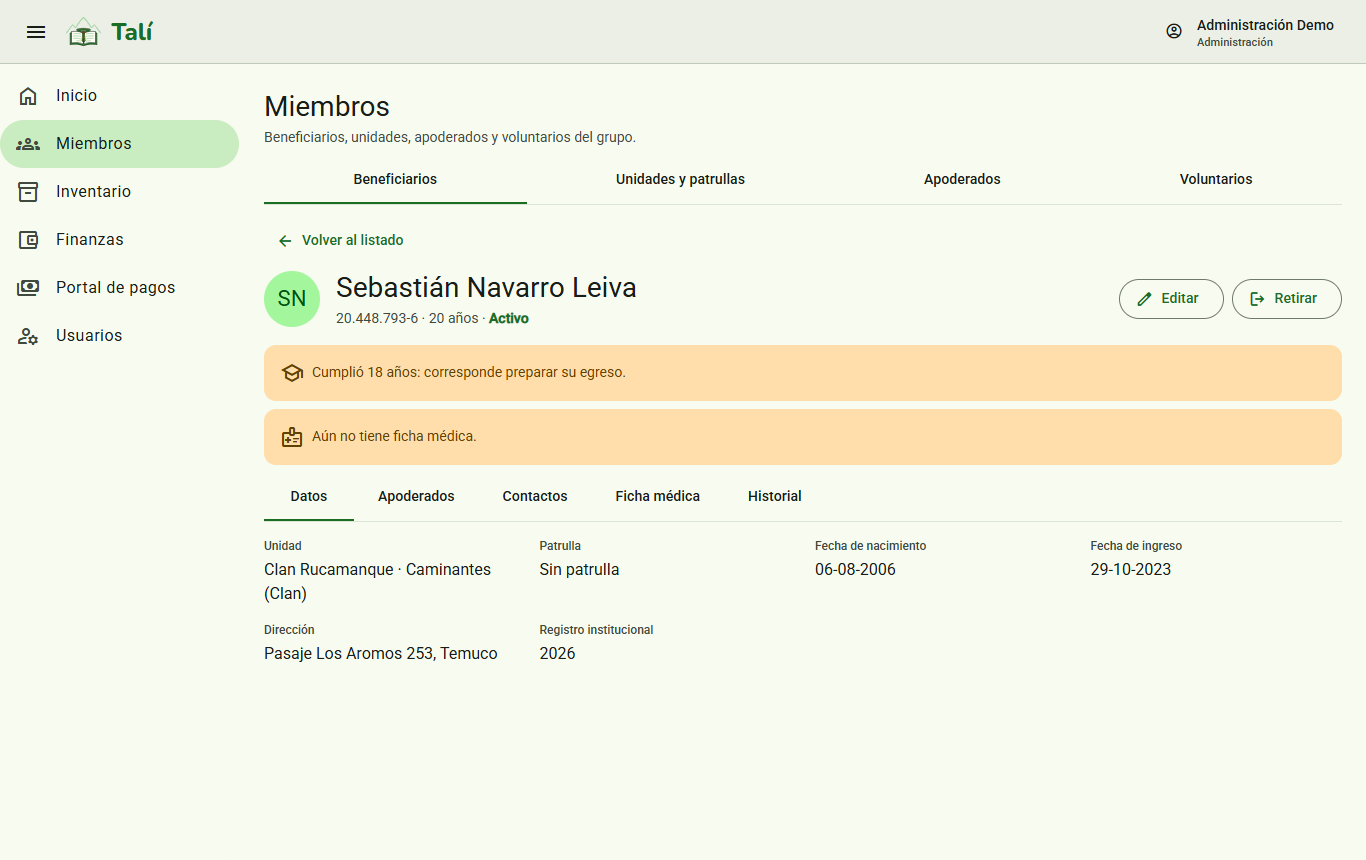 Talí
Administración Demo
Administración
Inicio
Miembros
Inventario
Finanzas
Portal de pagos
Usuarios
Miembros
Beneficiarios, unidades, apoderados y voluntarios del grupo.
Beneficiarios
Unidades y patrullas
Apoderados
Voluntarios
Volver al listado
SN
Sebastián Navarro Leiva
20.448.793-6 · 20 años · Activo
Editar
Retirar
Cumplió 18 años: corresponde preparar su egreso.
Aún no tiene ficha médica.
Datos
Apoderados
Contactos
Ficha médica
Historial
Unidad
Clan Rucamanque · Caminantes
(Clan)
Patrulla
Sin patrulla
Fecha de nacimiento
06-08-2006
Fecha de ingreso
29-10-2023
Dirección
Pasaje Los Aromos 253, Temuco
Registro institucional
2026